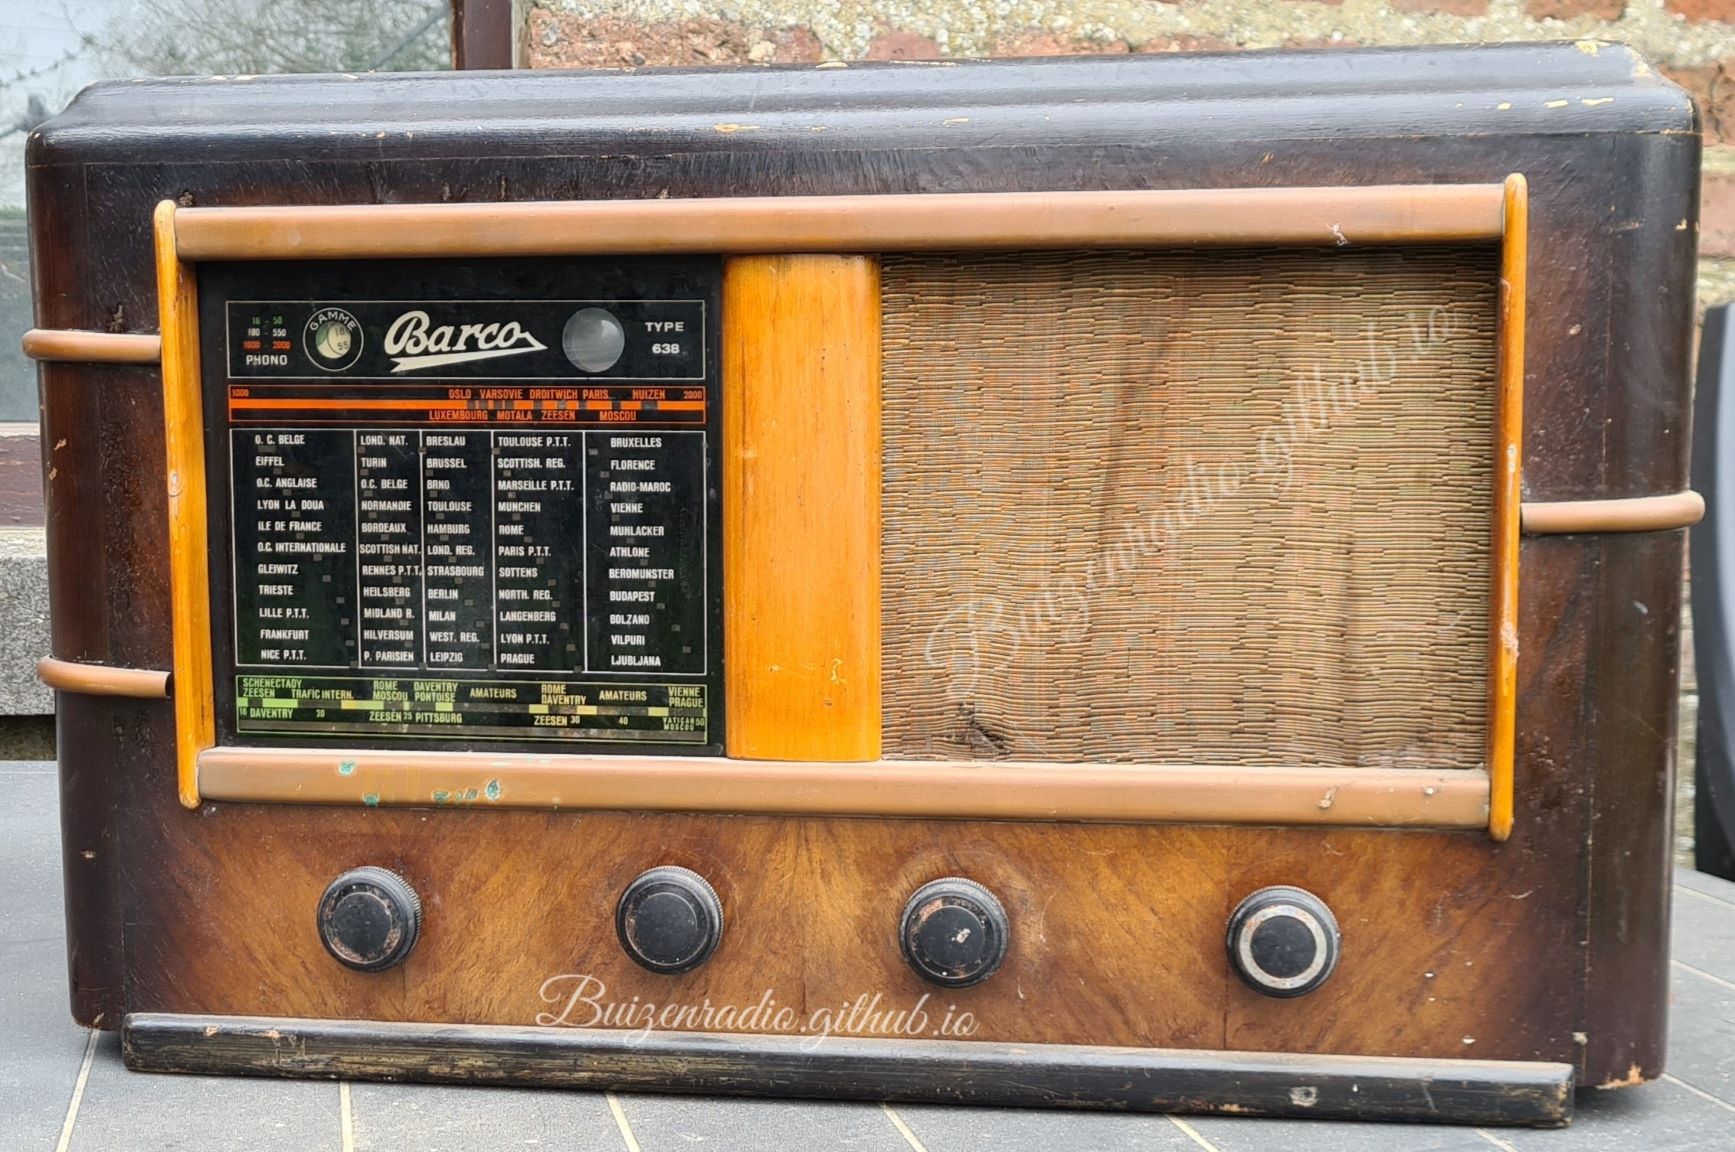 16 - 50
180 - 550
1000 - 2000
PHONO
GAMME
55
Barco
TYPE
638
1000 OSLO VARSOVIE DROITWICH PARIS HUIZEN 2000
LUXEMBOURG MOTALA ZEESEN MOSCOU
O. C. BELGE LOND. NAT. BRESLAU TOULOUSE P.T.T. BRUXELLES
EIFFEL TURIN BRUSSEL SCOTTISH. REG. FLORENCE
O.C. ANGLAISE O.C. BELGE BRNO MARSEILLE P.T.T. RADIO-MAROC
LYON LA DOUA NORMANDIE TOULOUSE MUNCHEN VIENNE
ILE DE FRANCE BORDEAUX HAMBURG ROME MUHLACKER
O.C. INTERNATIONALE SCOTTISH NAT. LOND. REG. PARIS P.T.T. ATHLONE
GLEIWITZ RENNES P.T.T. STRASBOURG SOTTENS BEROMUNSTER
TRIESTE HEILSBERG BERLIN NORTH. REG. BUDAPEST
LILLE P.T.T. MIDLAND R. MILAN LANGENBERG BOLZANO
FRANKFURT HILVERSUM WEST. REG. LYON P.T.T. VILPURI
NICE P.T.T. P. PARISIEN LEIPZIG PRAGUE LJUBLJANA
SCHENECTADY ROME DAVENTRY ROME VIENNE
ZEESEN TRAFIC INTERN. MOSCOU PONTOISE AMATEURS DAVENTRY AMATEURS PRAGUE
16 DAVENTRY 20 ZEESEN 25 PITTSBURG ZEESEN 30 40 VATICAN 50
MOSCOU
Buizenradio.github.io
Buizenradio.github.io